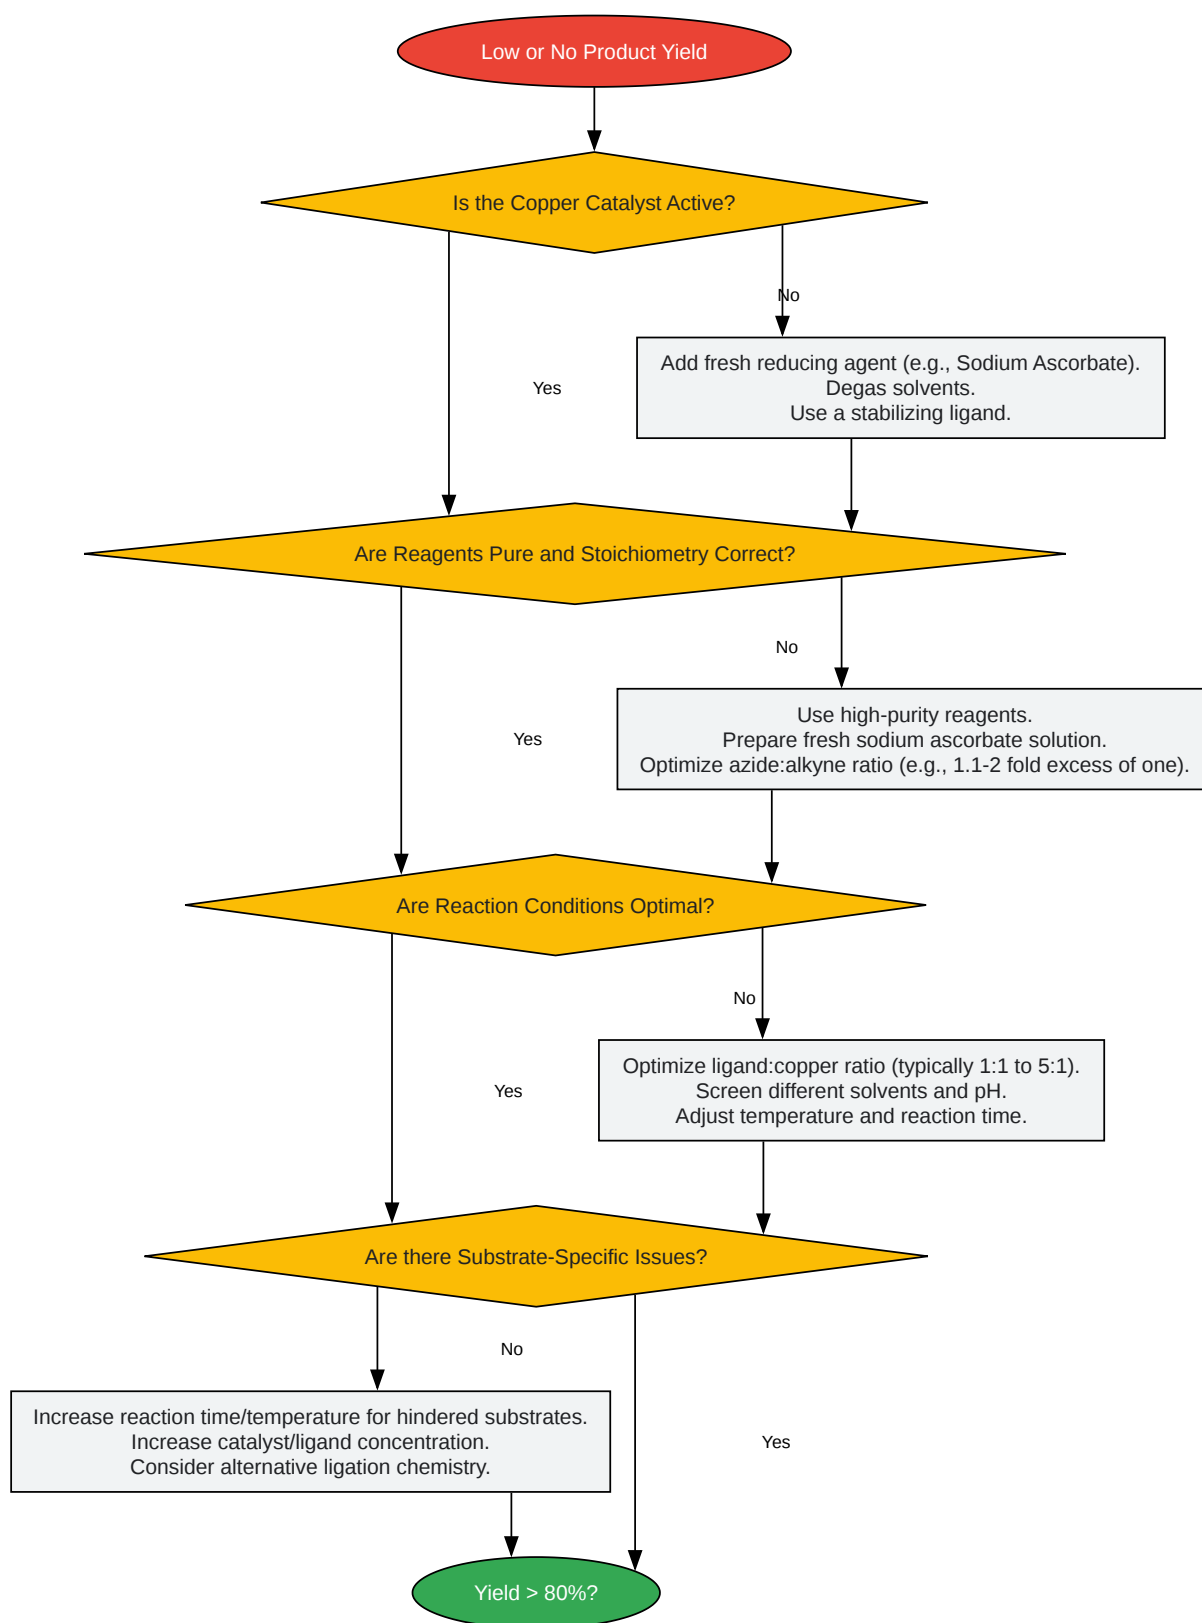 Low or No Product Yield
Is the Copper Catalyst Active?
No
Add fresh reducing agent (e.g., Sodium Ascorbate).
Degas solvents.
Use a stabilizing ligand.
Yes
Are Reagents Pure and Stoichiometry Correct?
No
Use high-purity reagents.
Prepare fresh sodium ascorbate solution.
Optimize azide:alkyne ratio (e.g., 1.1-2 fold excess of one).
Yes
Are Reaction Conditions Optimal?
No
Optimize ligand:copper ratio (typically 1:1 to 5:1).
Screen different solvents and pH.
Adjust temperature and reaction time.
Yes
Are there Substrate-Specific Issues?
No
Increase reaction time/temperature for hindered substrates.
Increase catalyst/ligand concentration.
Consider alternative ligation chemistry.
Yes
Yield > 80%?